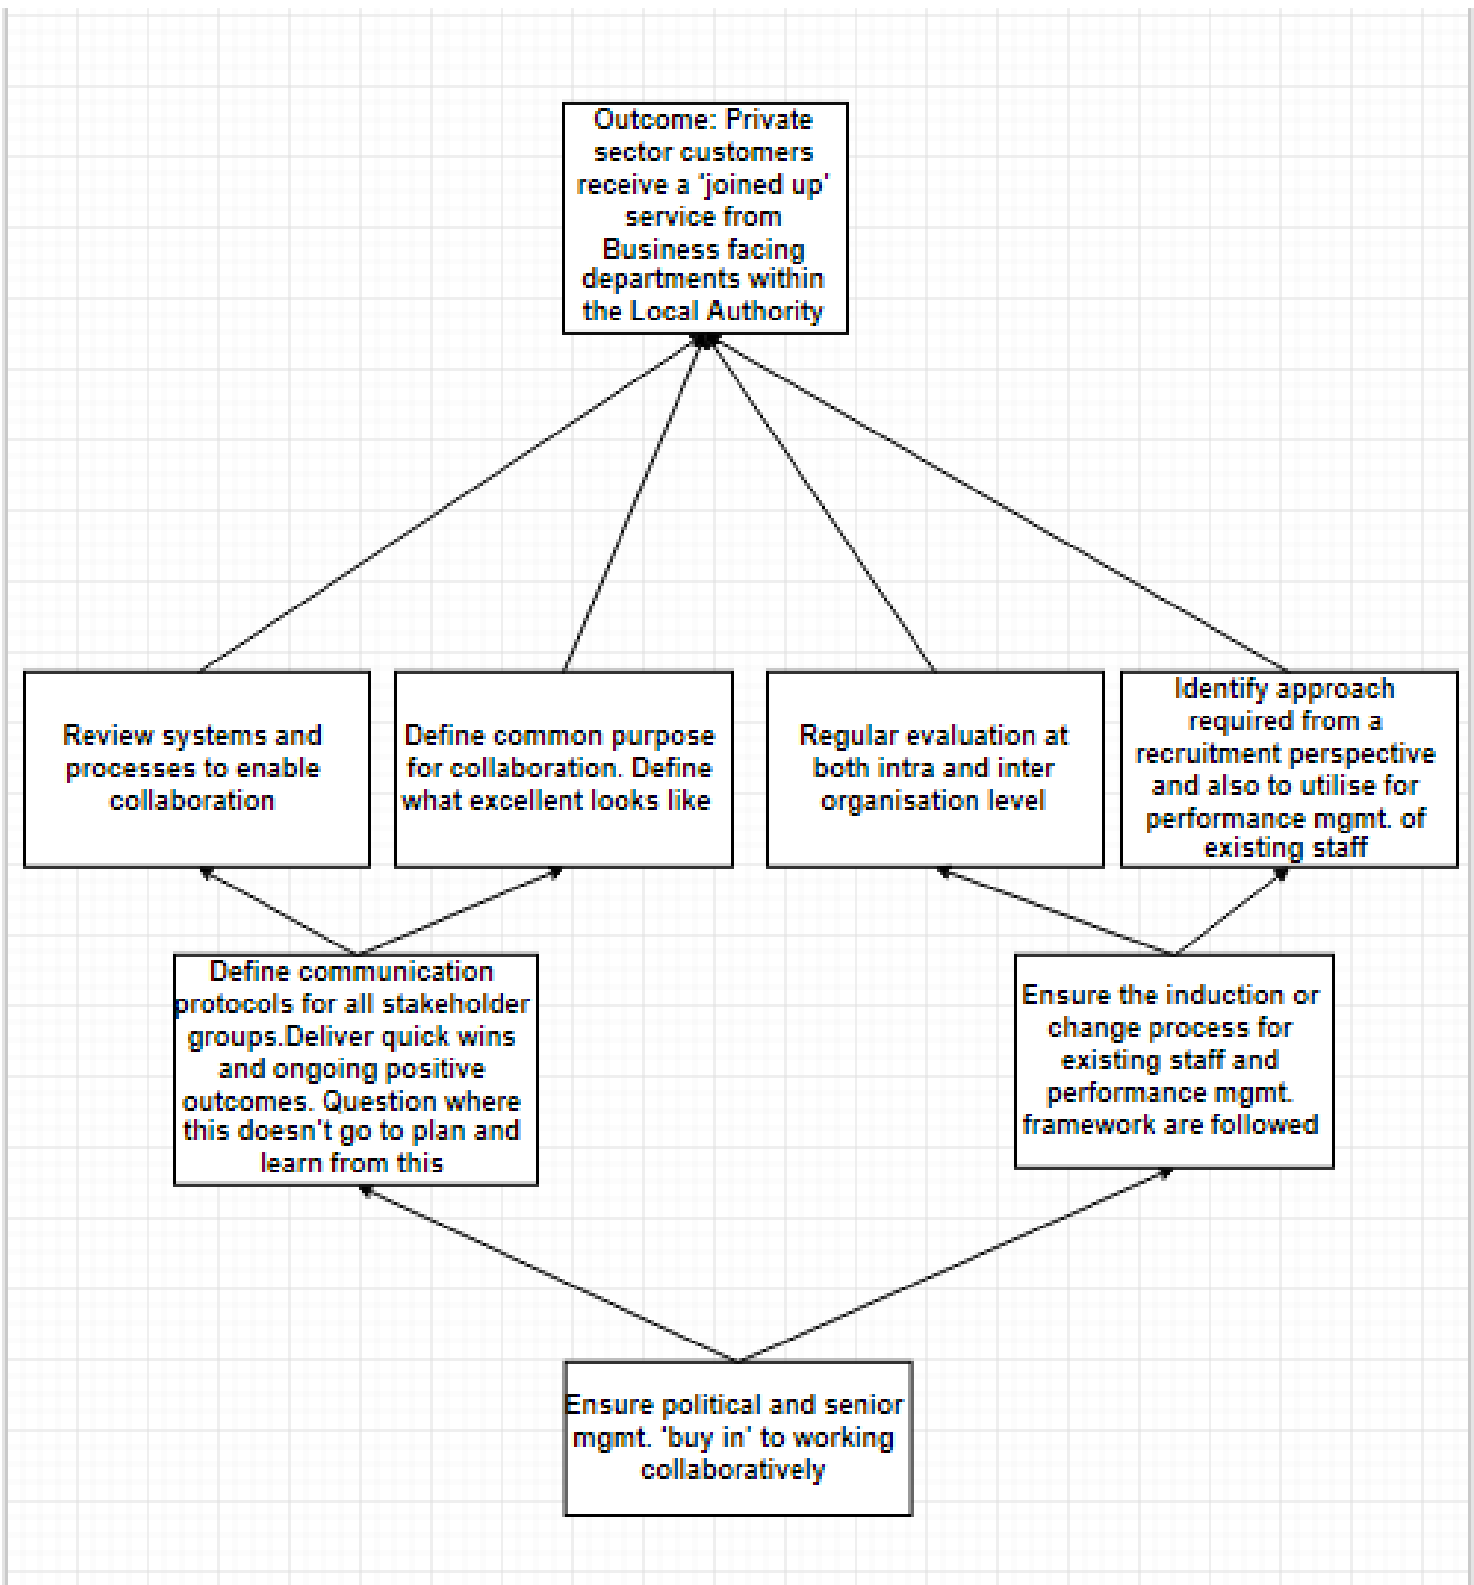 Outcome: Private
sector customers
receive a 'joined up'
service from
Business facing
departments within
the Local Authority
Review systems and
processes to enable
collaboration
Define common purpose
for collaboration. Define
what excellent looks like
Regular evaluation at
both intra and inter
organisation level
Identify approach
required from a
recruitment perspective
and also to utilise for
performance mgmt. of
existing staff
Define communication
protocols for all stakeholder
groups.Deliver quick wins
and ongoing positive
outcomes. Question where
this doesn't go to plan and
learn from this
Ensure the induction or
change process for
existing staff and
performance mgmt.
framework are followed
Ensure political and senior
mgmt. 'buy in' to working
collaboratively